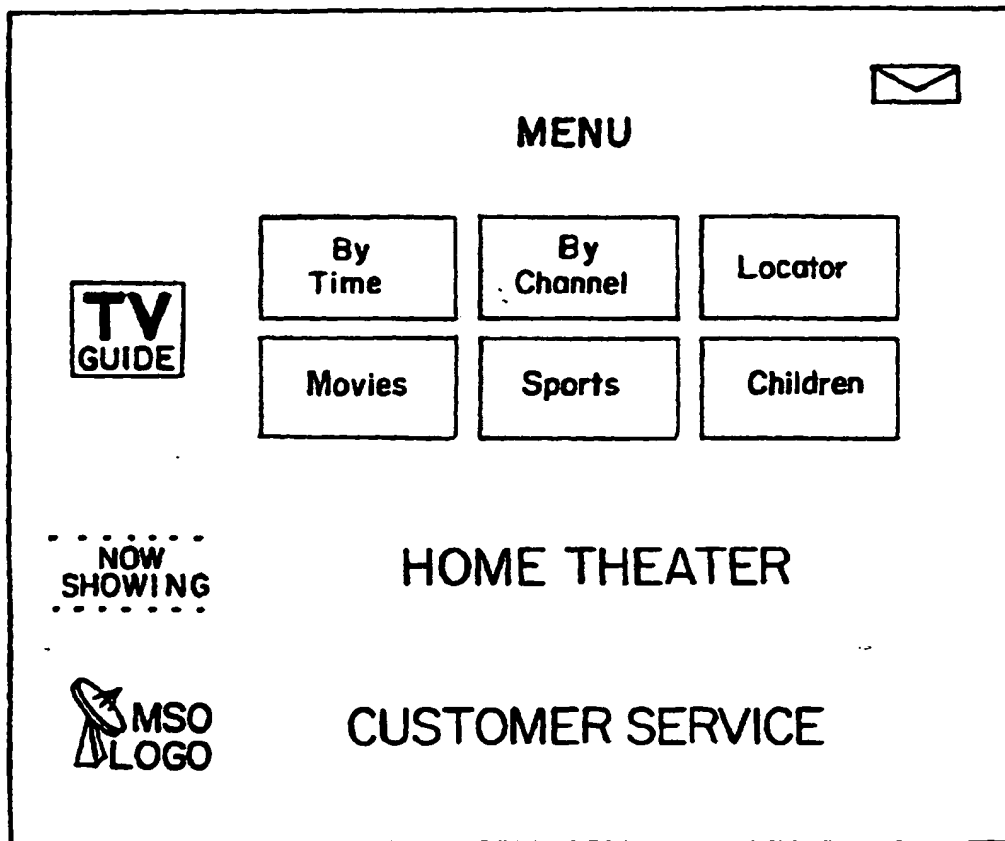 MENU
By
Time
By
Channel
Locator
TV
GUIDE
Movies
Sports
Children
NOW
SHOWING
HOME THEATER
MSO
LOGO
CUSTOMER SERVICE